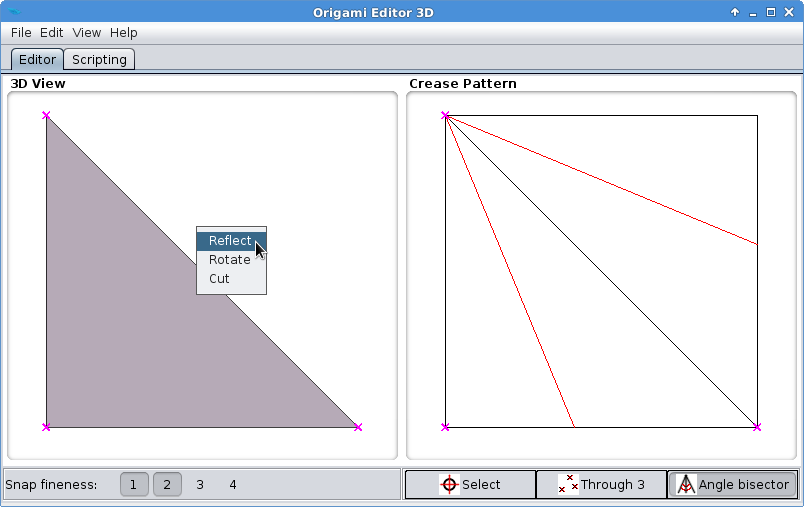 Origami Editor 3D
File Edit View Help
Editor Scripting
3D View Crease Pattern
Reflect
Rotate
Cut
Snap fineness: 1 2 3 4 Select Through 3 Angle bisector